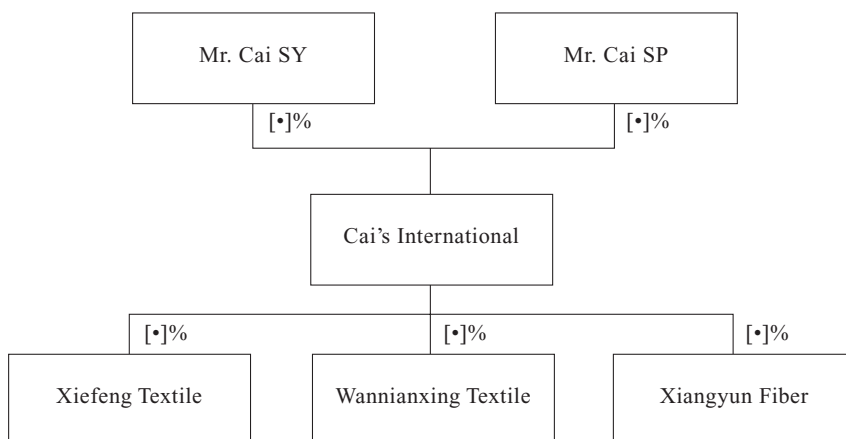 Mr. Cai SY
Mr. Cai SP
[•]%
[•]%
Cai’s International
[•]%
[•]%
[•]%
Xiefeng Textile
Wannianxing Textile
Xiangyun Fiber